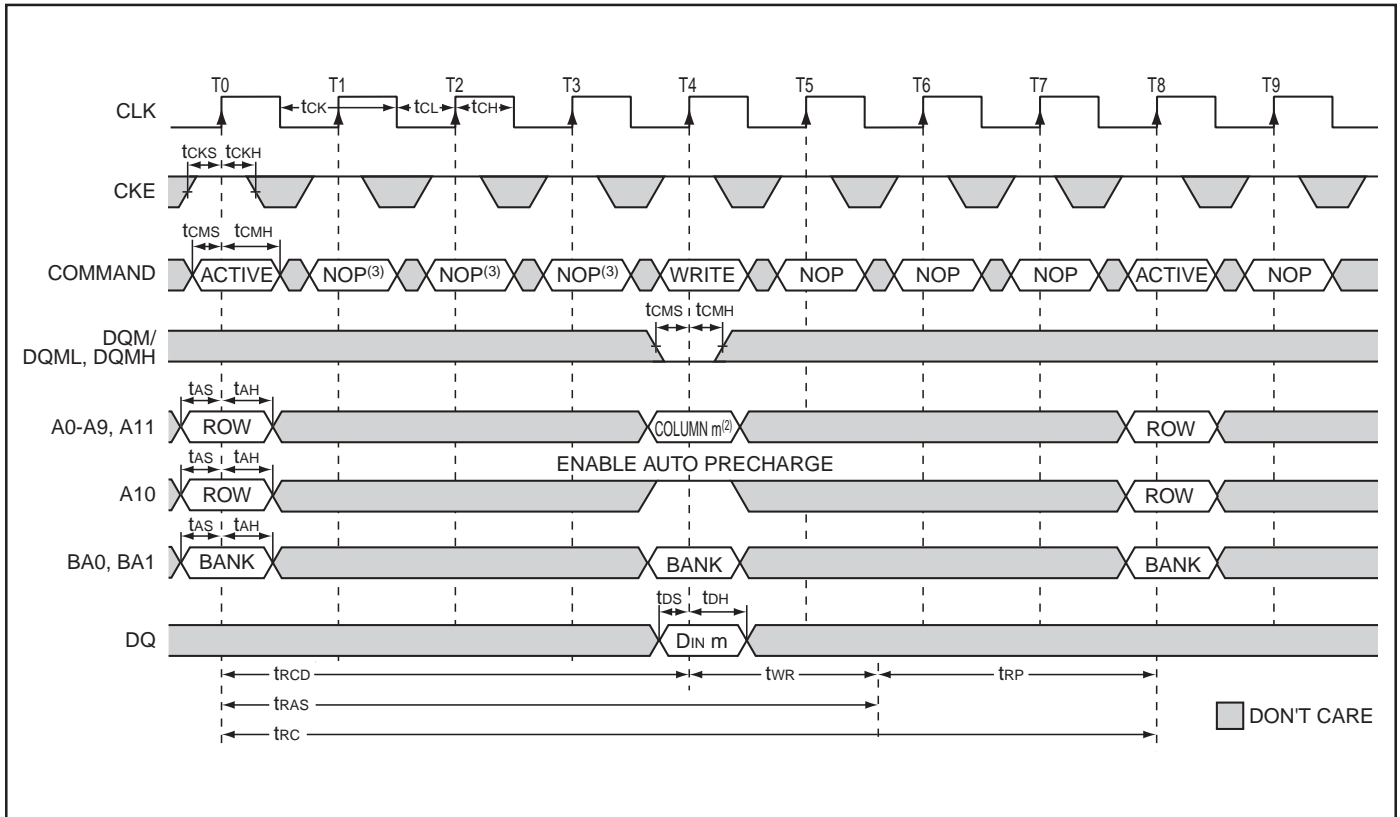 T0 T1 T2 T3 T4 T5 T6 T7 T8 T9
CLK
tCK tCL tCH
tCKS tCKH
CKE
tCMS tCMH
COMMAND ACTIVE NOP(3) NOP(3) NOP(3) WRITE NOP NOP NOP ACTIVE NOP
tCMS tCMH
DQM/
DQML, DQMH
tAS tAH
A0-A9, A11 ROW COLUMN m(2) ROW
tAS tAH ENABLE AUTO PRECHARGE
A10 ROW ROW
tAS tAH
BA0, BA1 BANK BANK BANK
tDS tDH
DQ DIN m
tRCD tWR tRP
tRAS
DON'T CARE
tRC